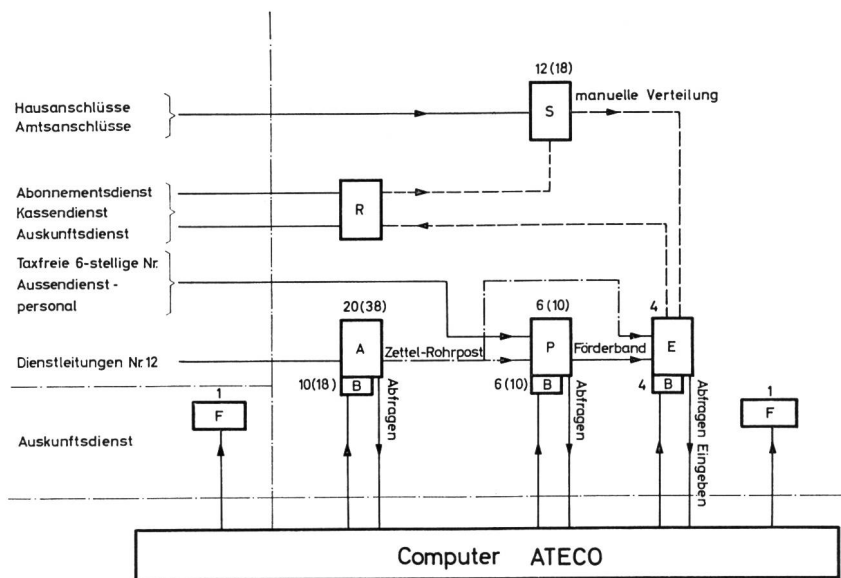 12(18)
manuelle Verteilung
Hausanschlüsse
Amtsanschlüsse
S
Abonnementsdienst
Kassendienst
Auskunftsdienst
R
Taxfreie 6-stellige Nr.
Aussendienst -
personal
20(38)
6(10)
4
Dienstleitungen Nr.12
A
Zettel-Rohrpost
P
Förderband
E
10(18)
B
Abfragen
6(10)
B
Abfragen
4
B
Abfragen Eingeben
1
F
1
F
Auskunftsdienst
Computer ATECO